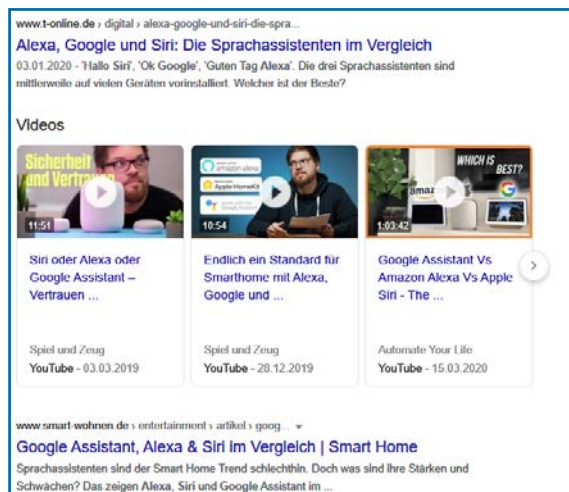 www.t-online.de › digital › alexa-google-und-siri-die-spra...
Alexa, Google und Siri: Die Sprachassistenten im Vergleich
03.01.2020 - 'Hallo Siri', 'Ok Google', 'Guten Tag Alexa'. Die drei Sprachassistenten sind
mittlerweile auf vielen Geräten vorinstalliert. Welcher ist der Beste?
Videos
Sicherheit
und Vertrauen
11:51
Siri oder Alexa oder
Google Assistant –
Vertrauen ...
Spiel und Zeug
YouTube - 03.03.2019
amazon alexa
Apple HomeKit
10:54
Endlich ein Standard für
Smarthome mit Alexa,
Google und ...
Spiel und Zeug
YouTube - 28.12.2019
WHICH IS
BEST?
amaz
G
1:03:42
Google Assistant Vs
Amazon Alexa Vs Apple
Siri - The ...
Automate Your Life
YouTube - 15.03.2020
www.smart-wohnen.de › entertainment › artikel › goog...
Google Assistant, Alexa & Siri im Vergleich | Smart Home
Sprachassistenten sind der Smart Home Trend schlechthin. Doch was sind ihre Stärken und
Schwächen? Das zeigen Alexa, Siri und Google Assistant im ...